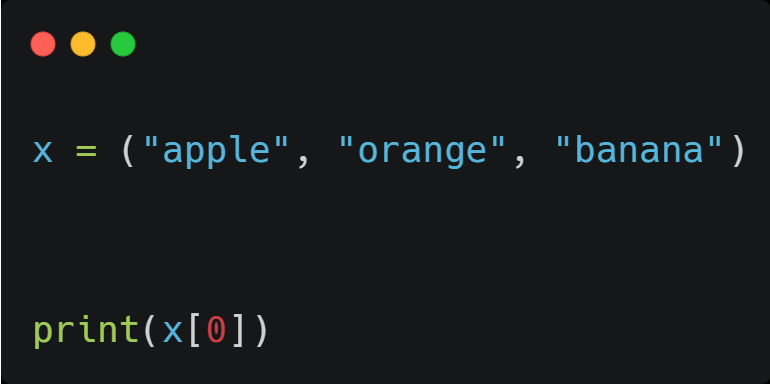 x = ("apple", "orange", "banana")
print(x[0])